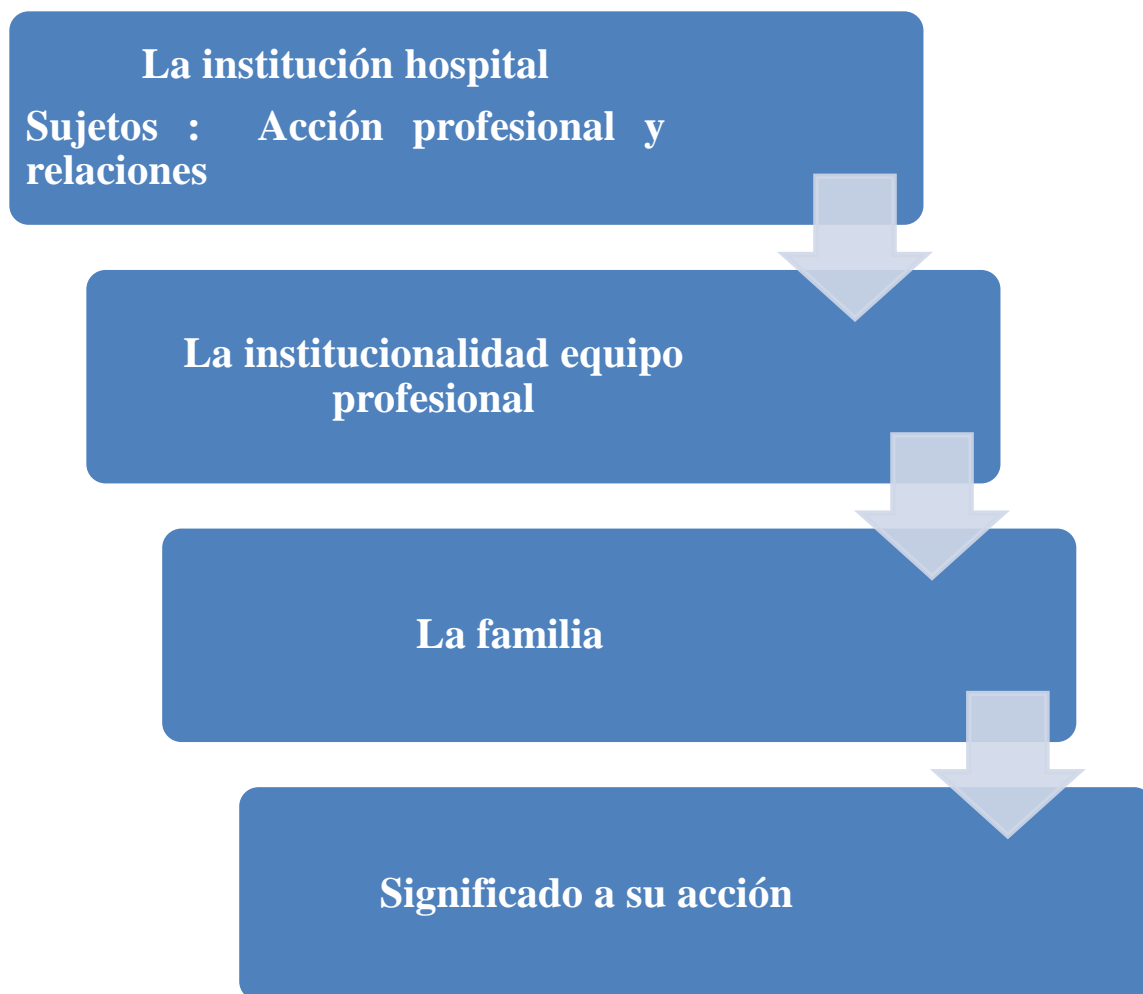 La institución hospital
Sujetos : Acción profesional y
relaciones
La institucionalidad equipo
profesional
La familia
Significado a su acción